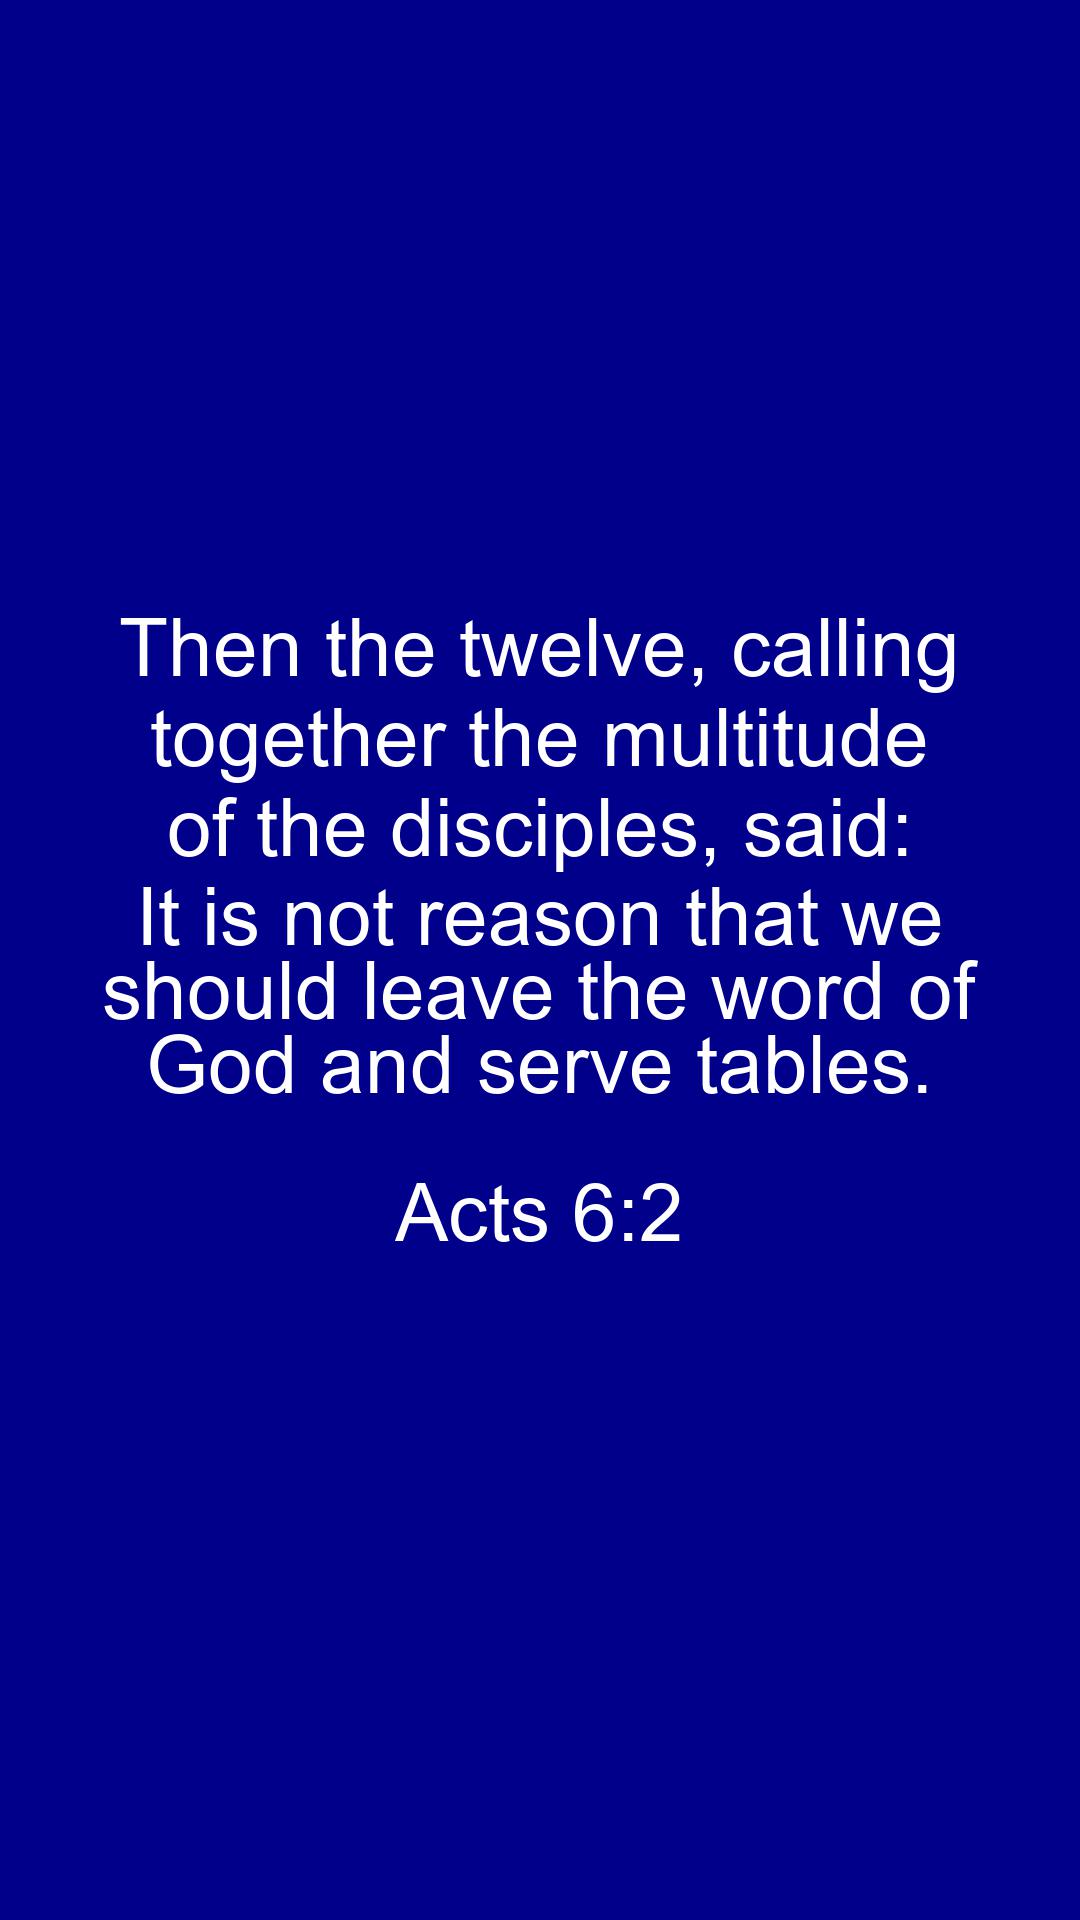 Then the twelve, calling
together the multitude
of the disciples, said:
It is not reason that we
should leave the word of
God and serve tables.
Acts 6:2